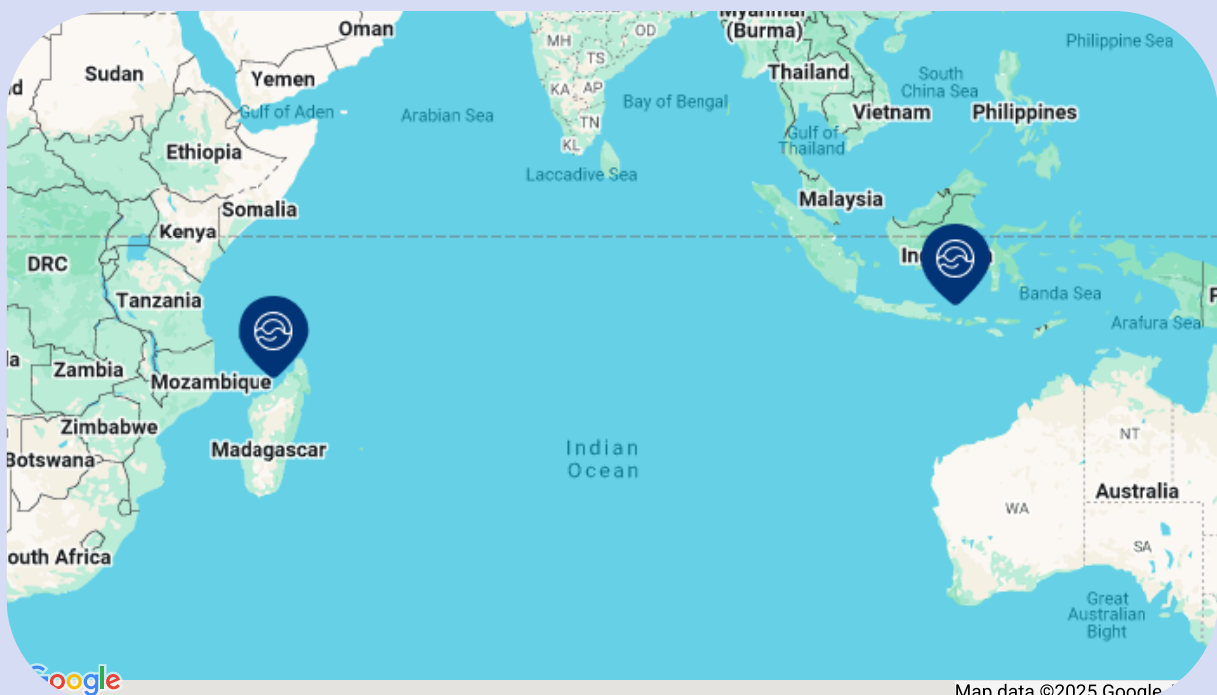 Oman
Myanmar
(Burma)
OD
MH
TS
Philippine Sea
Sudan
Yemen
Thailand
South
China Sea
KA
AP
Bay of Bengal
Gulf of Aden
Arabian Sea
Vietnam
Philippines
TN
Gulf of
Thailand
Ethiopia
KL
Laccadive Sea
Malaysia
Somalia
Kenya
DRC
Tanzania
Banda Sea
Arafura Sea
Zambia
Mozambique
Zimbabwe
NT
Madagascar
Indian
Ocean
Botswana
Australia
WA
SA
outh Africa
Great
Australian
Bight
Google
Map data ©2025 Google